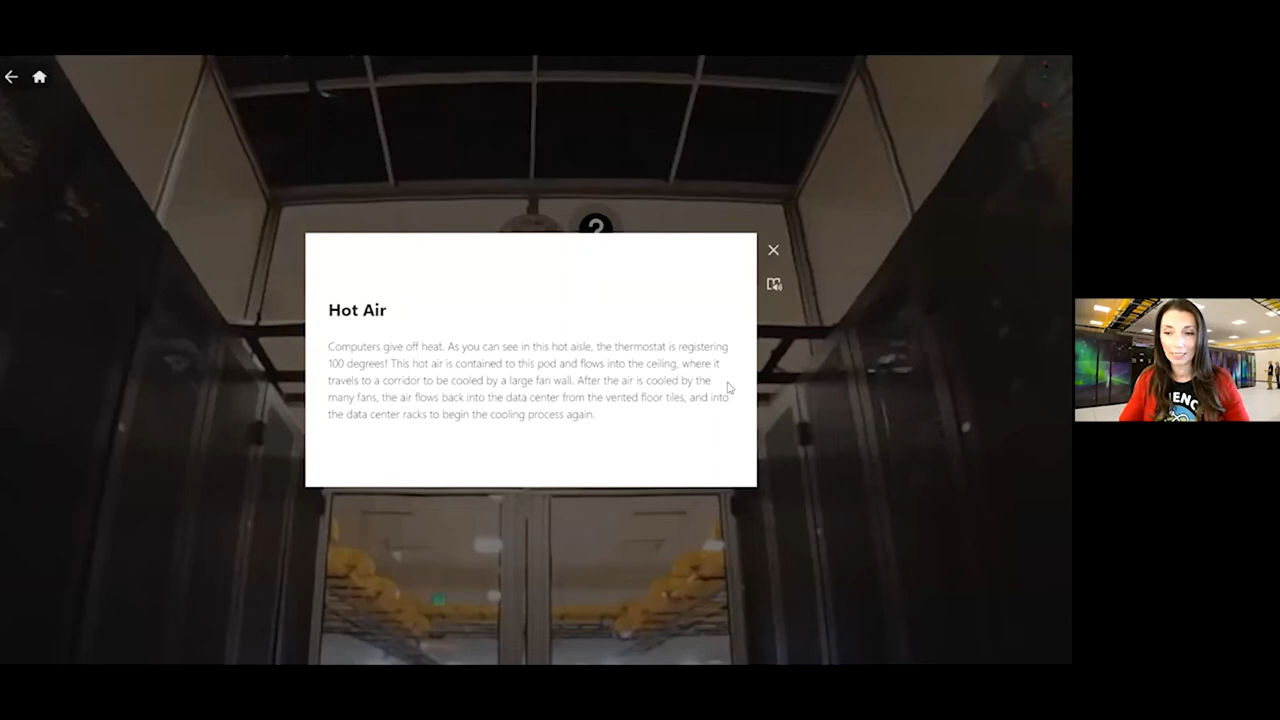 ?
Hot Air
Computers give off heat. As you can see in this hot aisle, the thermostat is registering
100 degrees! This hot air is contained to this pod and flows into the ceiling, where it
travels to a corridor to be cooled by a large fan wall. After the air is cooled by the
many fans, the air flows back into the data center from the vented floor tiles, and into
the data center racks to begin the cooling process again.